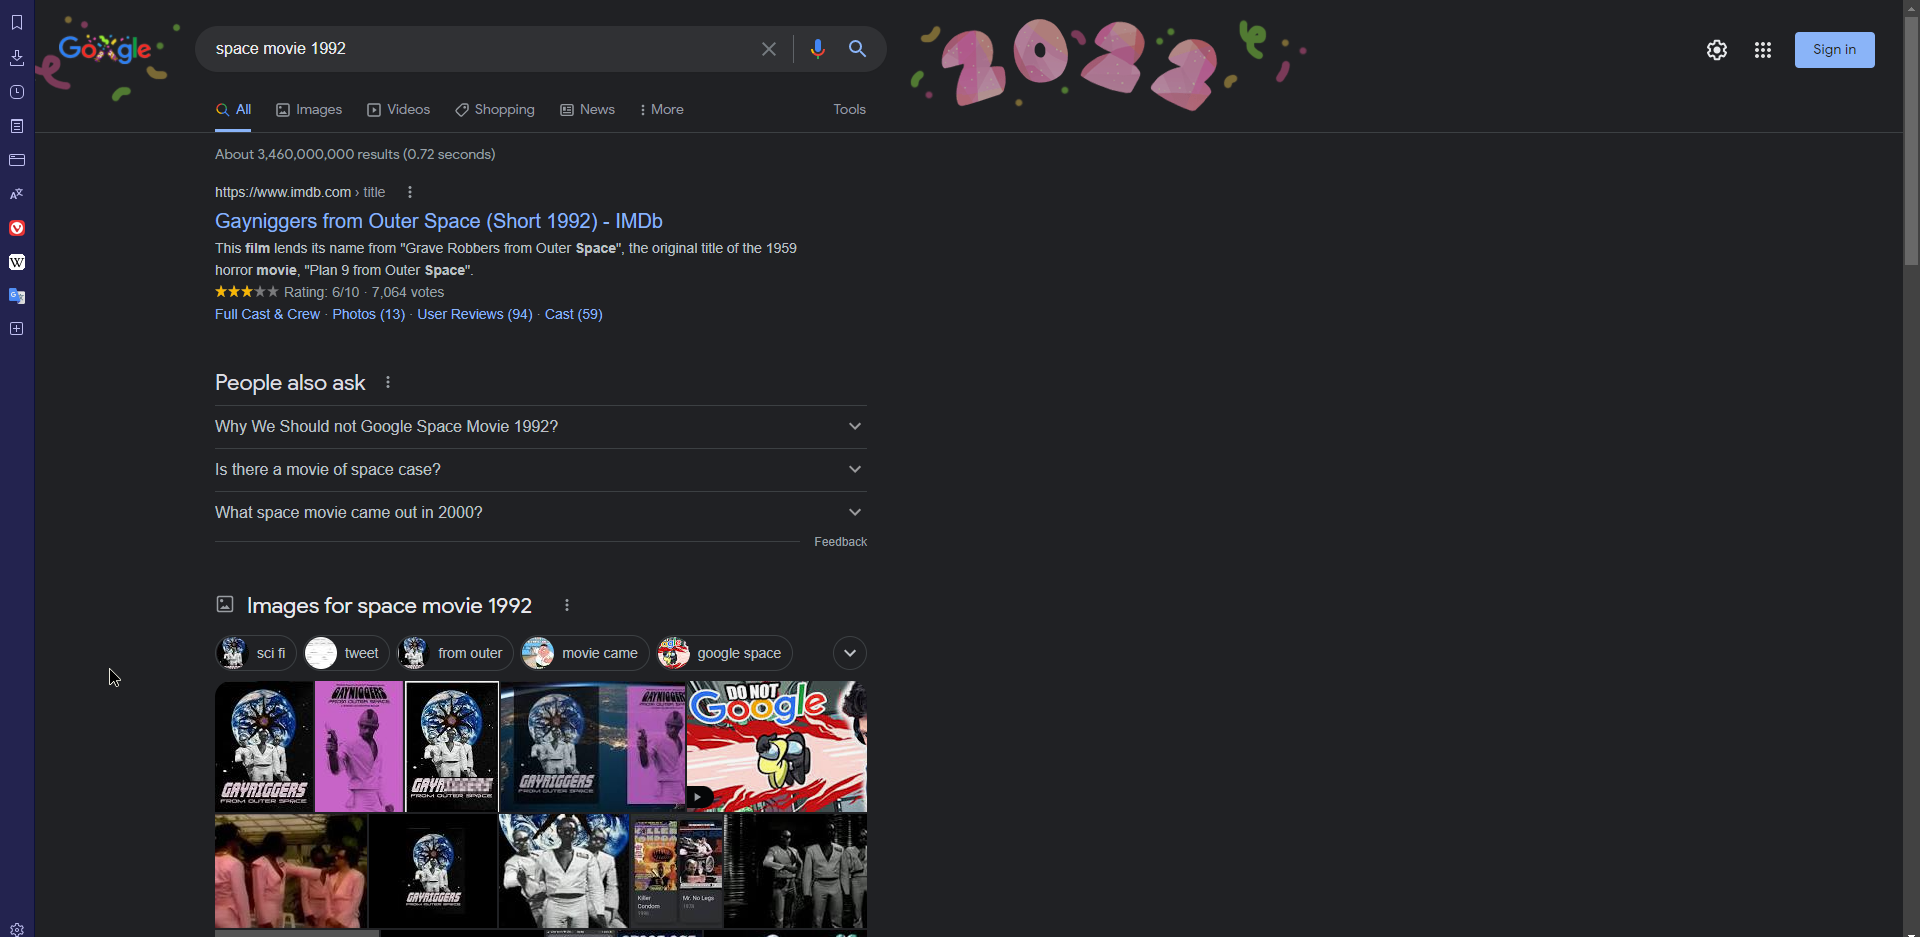 Google
space movie 1992
2022
Sign in
All
Images
Videos
Shopping
News
More
Tools
About 3,460,000,000 results (0.72 seconds)
https://www.imdb.com › title
Gayniggers from Outer Space (Short 1992) - IMDb
This film lends its name from "Grave Robbers from Outer Space", the original title of the 1959
horror movie, "Plan 9 from Outer Space".
Rating: 6/10 · 7,064 votes
Full Cast & Crew · Photos (13) · User Reviews (94) · Cast (59)
People also ask
Why We Should not Google Space Movie 1992?
Is there a movie of space case?
What space movie came out in 2000?
Feedback
Images for space movie 1992
sci fi
tweet
from outer
movie came
google space
GAYNIGGERS
FROM OUTER SPACE
GAYNIGGERS
FROM OUTER SPACE
FROM OUTER SPACE
GAYNIGGERS
FROM OUTER SPACE
GAYNIGGERS
DO NOT
Google
GAYNIGGERS
FROM OUTER SPACE
Killer
Condom
Mr. No Legs